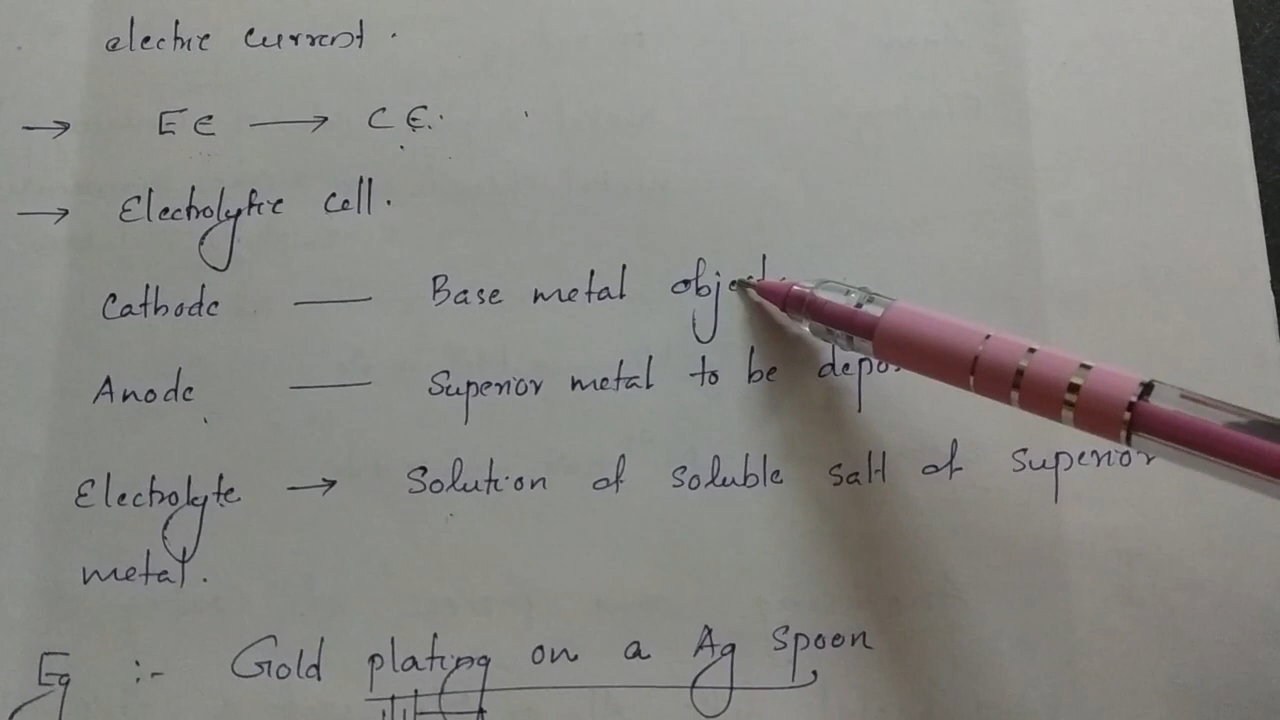 electric current.
→ EE → CE.
→ Electrolytic cell.
Cathode — Base metal object.
Anode — Superior metal to be
Electrolyte → Solution of soluble salt of superior
metal.
Eg :- Gold plating on a Ag spoon